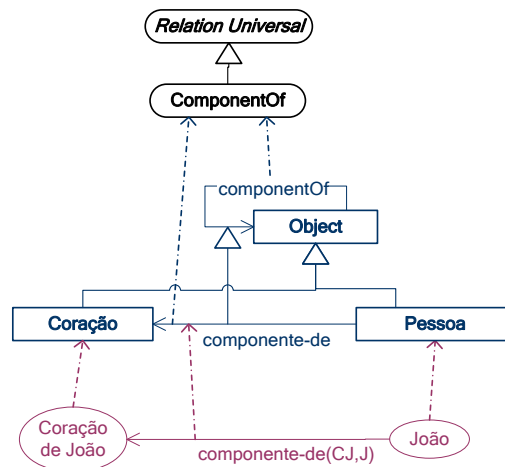 Relation Universal
ComponentOf
componentOf
Object
Coração
Pessoa
componente-de
Coração
de João
João
componente-de(CJ,J)